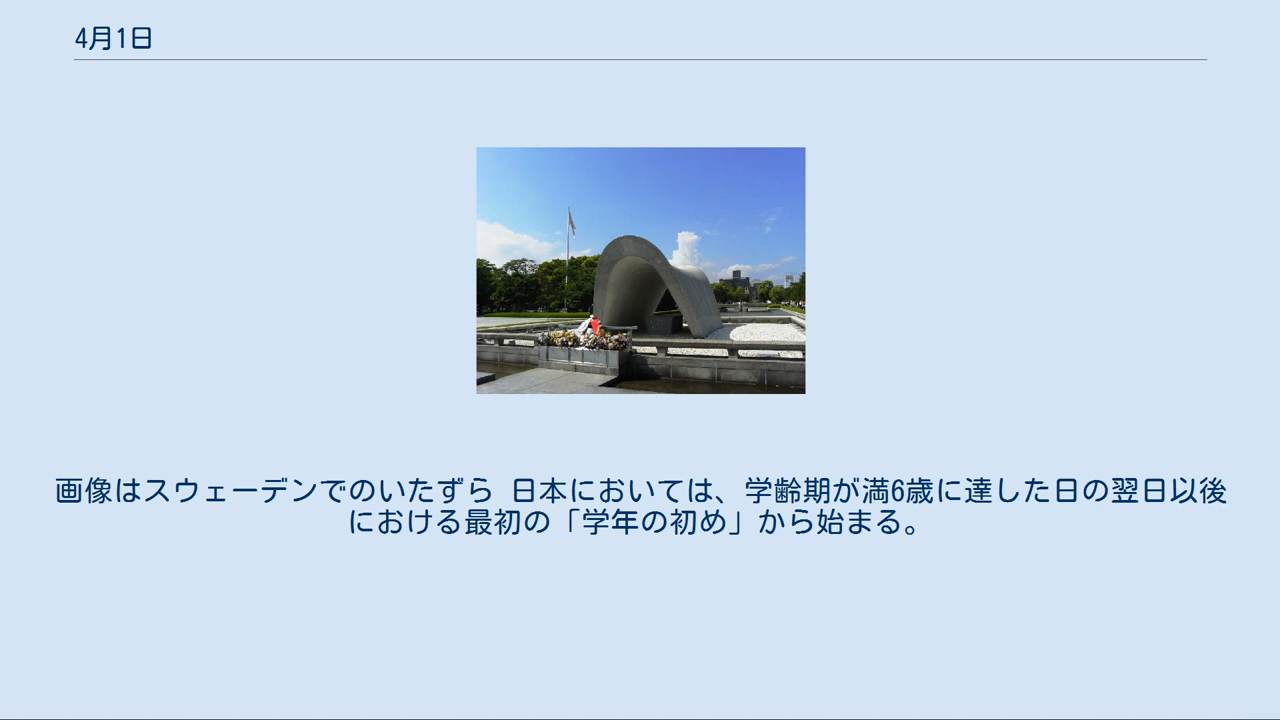 4月1日
画像はスウェーデンでのいたずら 日本においては、学齢期が満6歳に達した日の翌日以後
における最初の「学年の初め」から始まる。